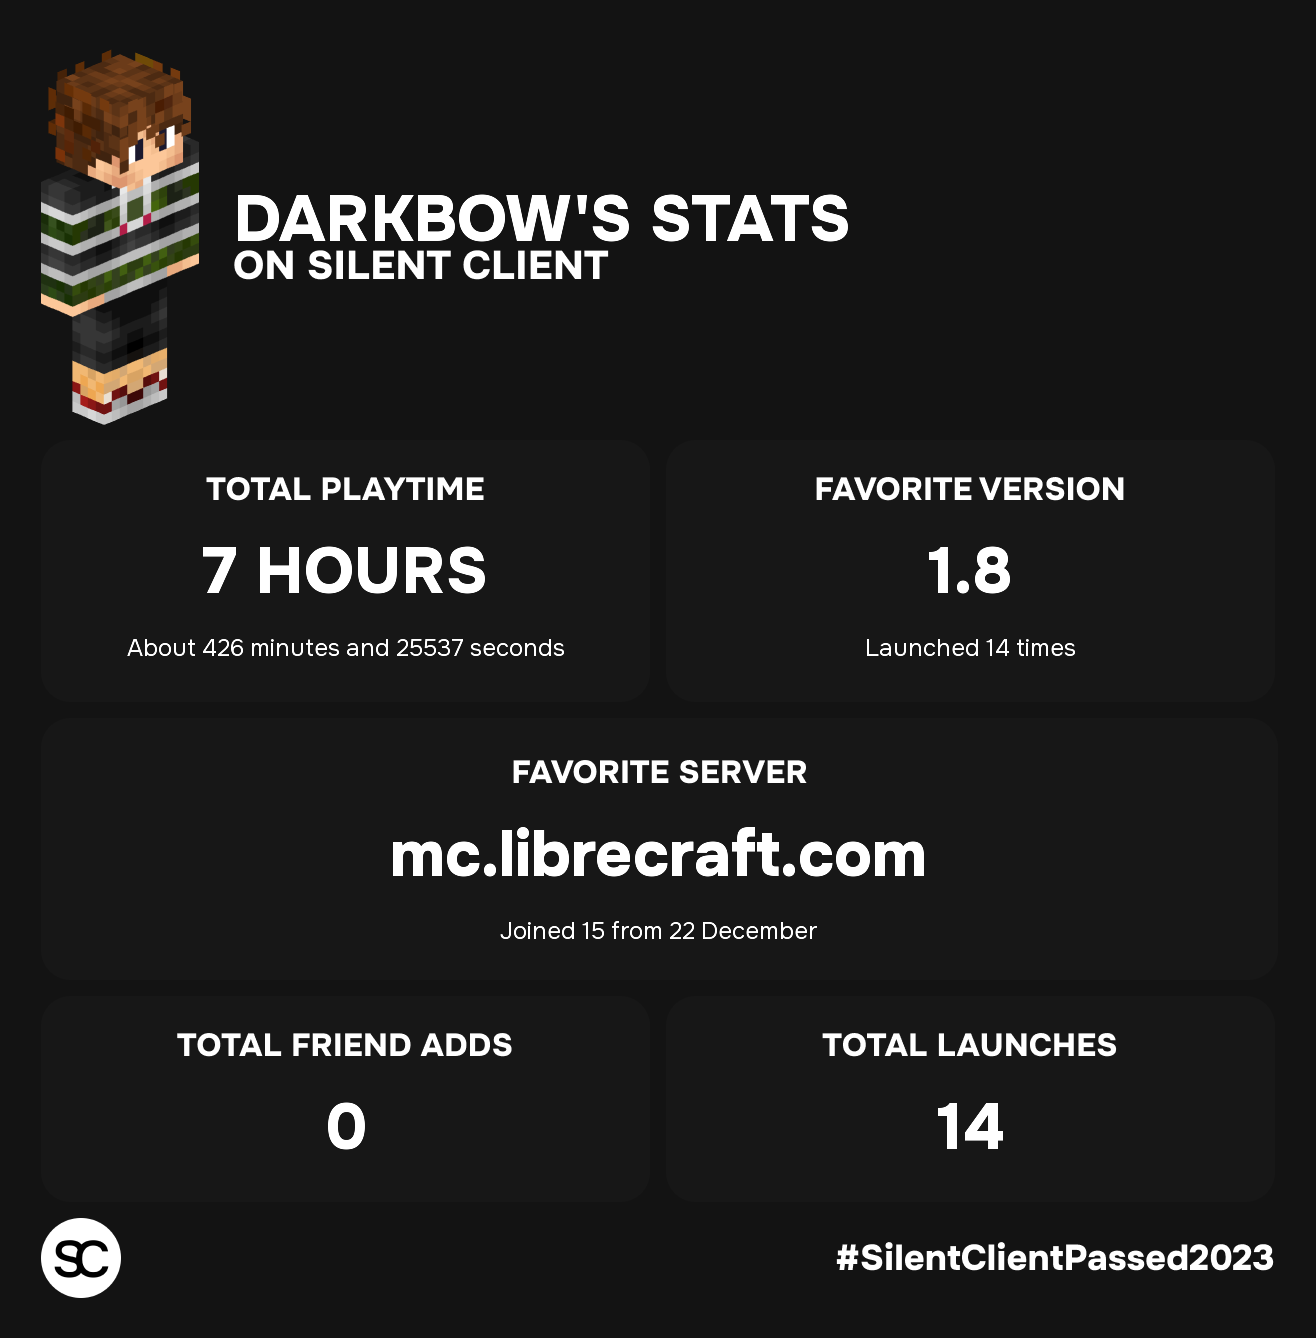 DARKBOW'S STATS
ON SILENT CLIENT
TOTAL PLAYTIME
7 HOURS
About 426 minutes and 25537 seconds
FAVORITE VERSION
1.8
Launched 14 times
FAVORITE SERVER
mc.librecraft.com
Joined 15 from 22 December
TOTAL FRIEND ADDS
0
TOTAL LAUNCHES
14
SC
#SilentClientPassed2023